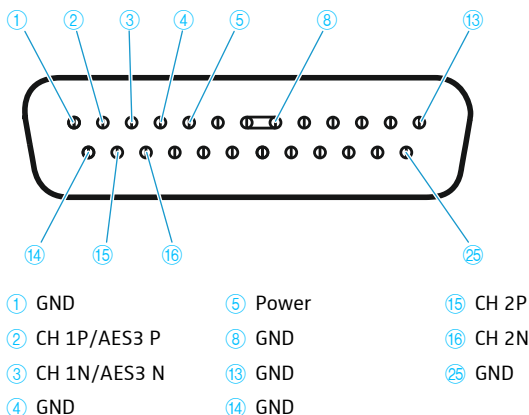 ① ② ③ ④ ⑤ ⑧ ⑬
⑭ ⑮ ⑯ ㉕
① GND
② CH 1P/AES3 P
③ CH 1N/AES3 N
④ GND
⑤ Power
⑧ GND
⑬ GND
⑭ GND
⑮ CH 2P
⑯ CH 2N
㉕ GND